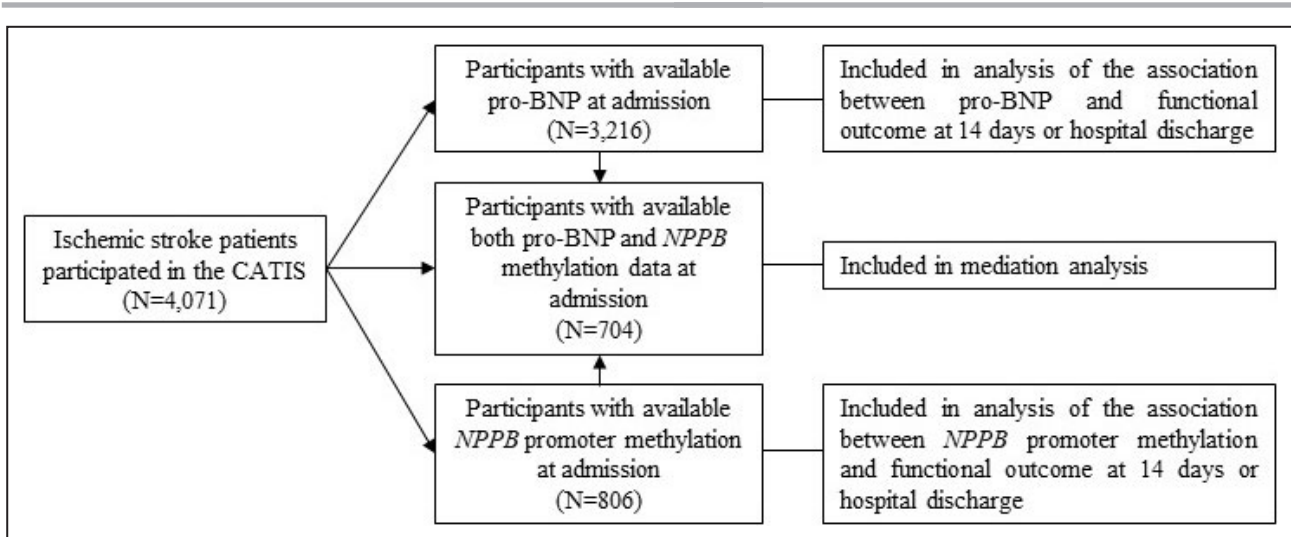 Ischemic stroke patients
participated in the CATIS
(N=4,071)
Participants with available
pro-BNP at admission
(N=3,216)
Included in analysis of the association
between pro-BNP and functional
outcome at 14 days or hospital discharge
Participants with available
both pro-BNP and NPPB
methylation data at
admission
(N=704)
Included in mediation analysis
Participants with available
NPPB promoter methylation
at admission
(N=806)
Included in analysis of the association
between NPPB promoter methylation
and functional outcome at 14 days or
hospital discharge